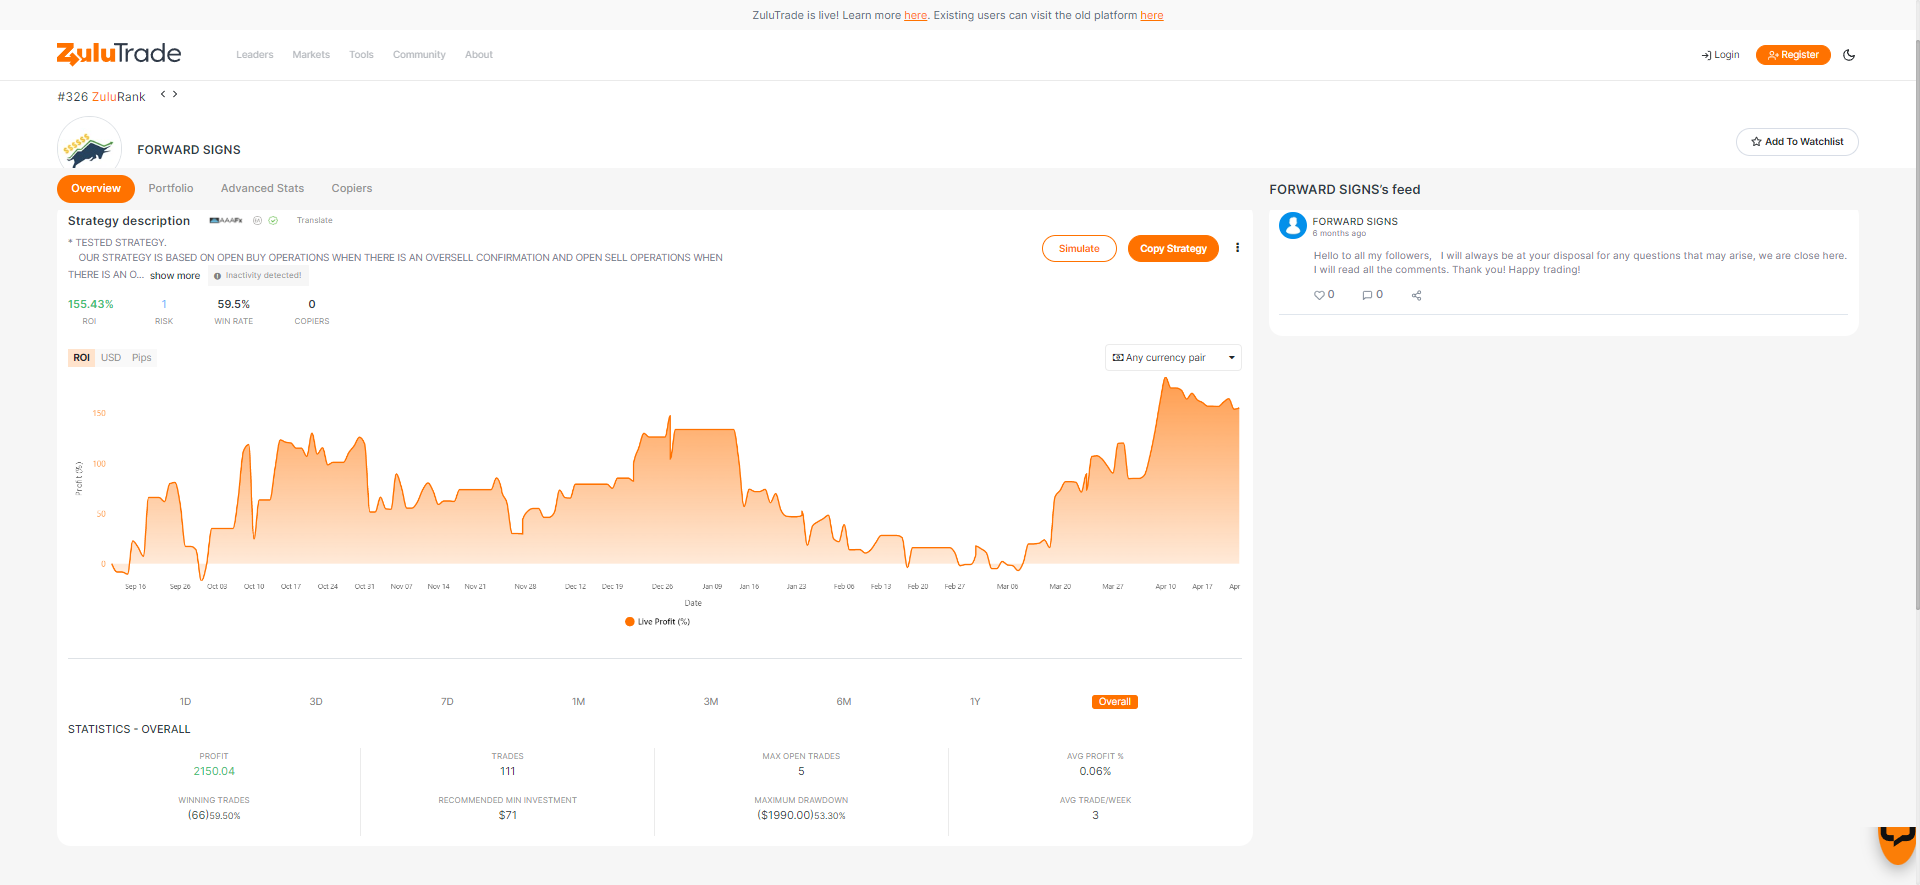 ZuluTrade is live! Learn more here. Existing users can visit the old platform here
ZuluTrade
Leaders Markets Tools Community About
Login Register
#326 ZuluRank < >
FORWARD SIGNS
Add To Watchlist
Overview Portfolio Advanced Stats Copiers
Strategy description AAAFx Translate
* TESTED STRATEGY.
OUR STRATEGY IS BASED ON OPEN BUY OPERATIONS WHEN THERE IS AN OVERSELL CONFIRMATION AND OPEN SELL OPERATIONS WHEN
THERE IS AN O... show more Inactivity detected!
Simulate Copy Strategy
155.43% 1 59.5% 0
ROI RISK WIN RATE COPIERS
ROI USD Pips
Any currency pair
150
100
50
0
Profit (%)
Sep 16 Sep 26 Oct 03 Oct 10 Oct 17 Oct 24 Oct 31 Nov 07 Nov 14 Nov 21 Nov 28 Dec 12 Dec 19 Dec 26 Jan 09 Jan 16 Jan 23 Feb 06 Feb 13 Feb 20 Feb 27 Mar 06 Mar 20 Mar 27 Apr 10 Apr 17 Apr
Date
Live Profit (%)
1D 3D 7D 1M 3M 6M 1Y Overall
STATISTICS - OVERALL
PROFIT TRADES MAX OPEN TRADES AVG PROFIT %
2150.04 111 5 0.06%
WINNING TRADES RECOMMENDED MIN INVESTMENT MAXIMUM DRAWDOWN AVG TRADE/WEEK
(66)59.50% $71 ($1990.00)53.30% 3
FORWARD SIGNS's feed
FORWARD SIGNS
6 months ago
Hello to all my followers, I will always be at your disposal for any questions that may arise, we are close here.
I will read all the comments. Thank you! Happy trading!
0 0